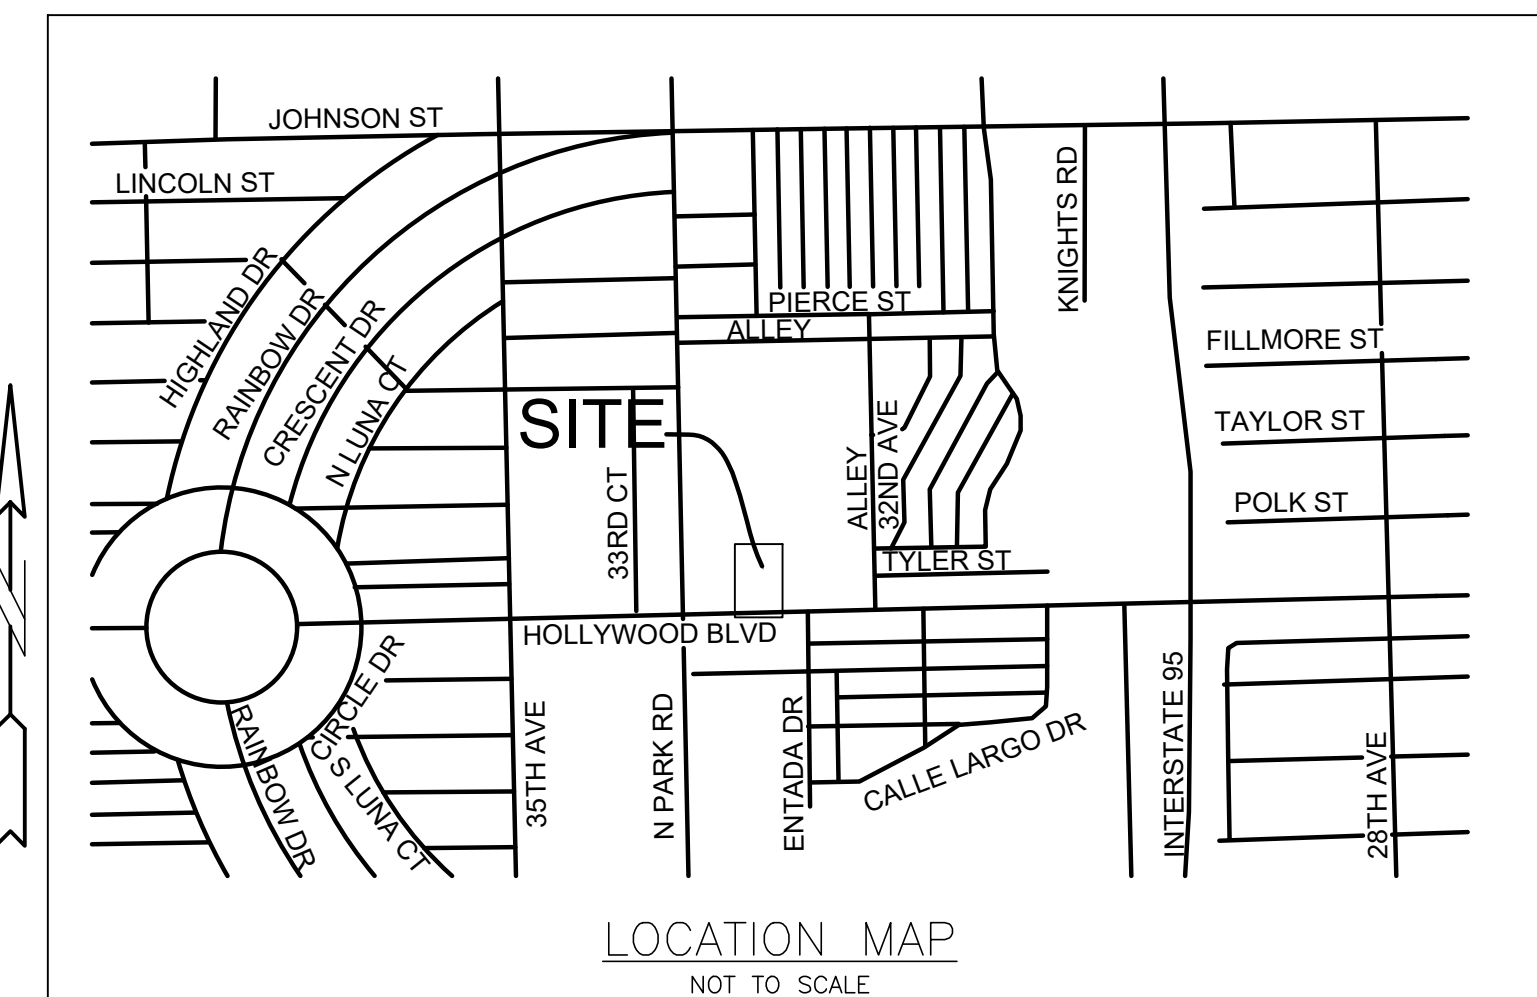 JOHNSON ST
LINCOLN ST
KNIGHTS RD
HIGHLAND DR
RAINBOW DR
CRESCENT DR
N LUNA CT
PIERCE ST
ALLEY
FILLMORE ST
SITE
TAYLOR ST
33RD CT
ALLEY
32ND AVE
POLK ST
TYLER ST
HOLLYWOOD BLVD
CIRCLE DR
RAINBOW DR
S LUNA CT
35TH AVE
N PARK RD
ENTADA DR
CALLE LARGO DR
INTERSTATE 95
28TH AVE
LOCATION MAP
NOT TO SCALE